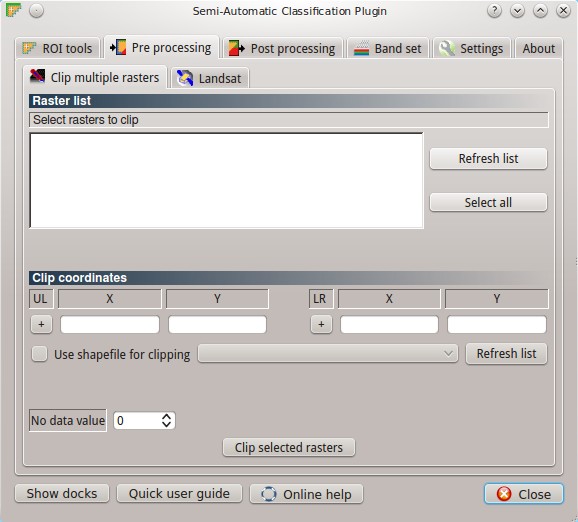 Semi-Automatic Classification Plugin
ROI tools Pre processing Post processing Band set Settings About
Clip multiple rasters Landsat
Raster list
Select rasters to clip
Refresh list
Select all
Clip coordinates
UL X Y LR X Y
+ +
Use shapefile for clipping Refresh list
No data value 0
Clip selected rasters
Show docks Quick user guide Online help Close